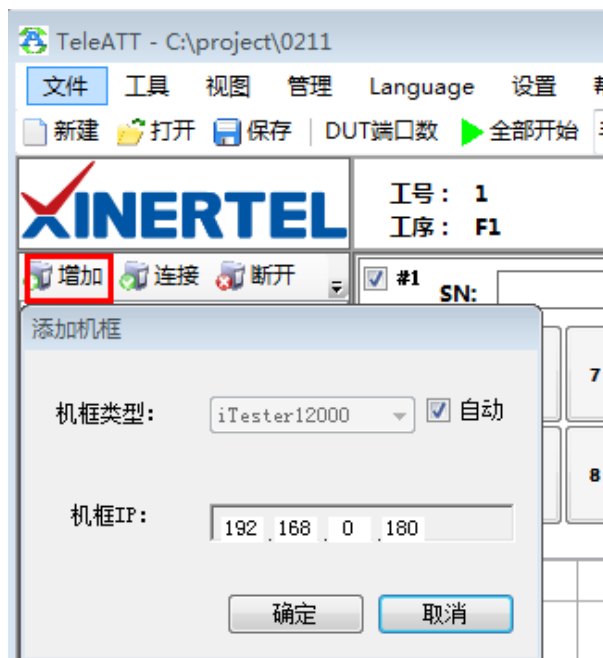 TeleATT - C:\project\0211
文件 工具 视图 管理 Language 设置
新建 打开 保存 DUT端口数 全部开始
XINERTEL
工号： 1
工序： F1
增加 连接 断开
#1
SN:
添加机框
7
机框类型： iTester12000 自动
8
机框IP： 192 . 168 . 0 . 180
确定 取消